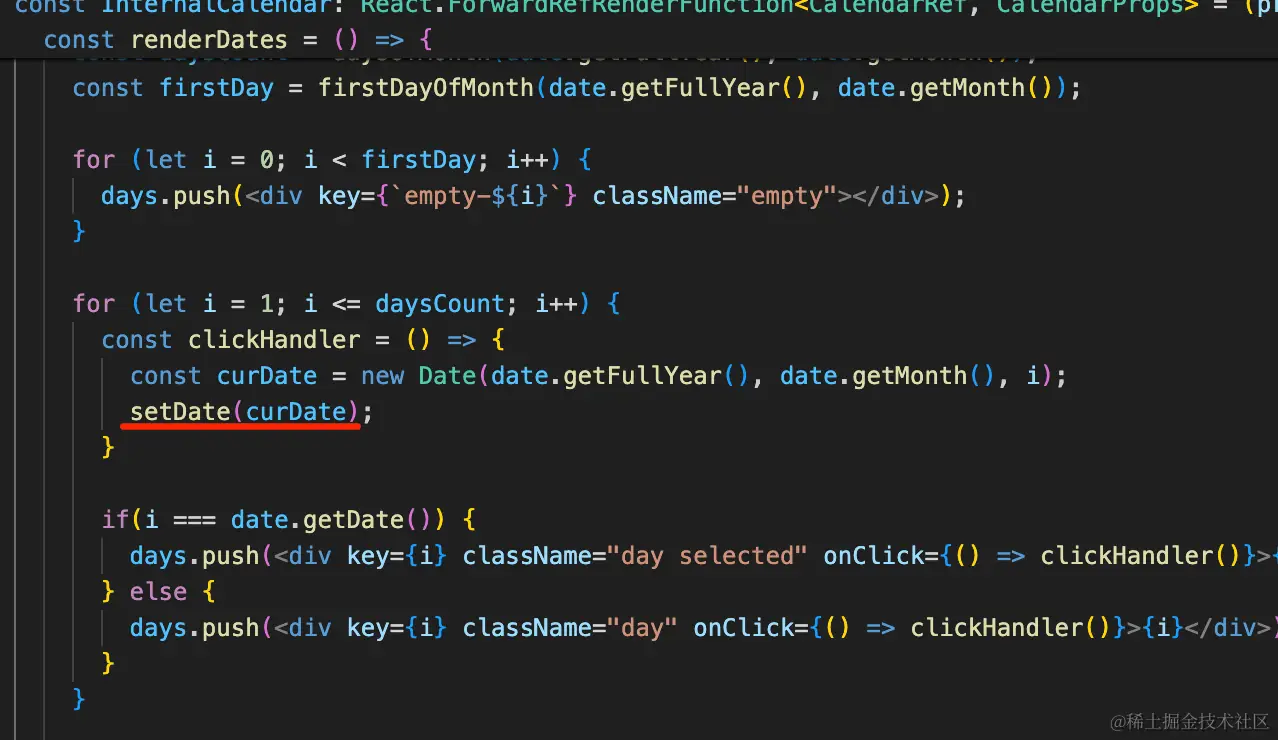 const InternalCalendar: React.ForwardRefRenderFunction<CalendarRef, CalendarProps> = (p
const renderDates = () => {
const firstDay = firstDayOfMonth(date.getFullYear(), date.getMonth());
for (let i = 0; i < firstDay; i++) {
days.push(<div key={`empty-${i}`} className="empty"></div>);
}
for (let i = 1; i <= daysCount; i++) {
const clickHandler = () => {
const curDate = new Date(date.getFullYear(), date.getMonth(), i);
setDate(curDate);
}
if(i === date.getDate()) {
days.push(<div key={i} className="day selected" onClick={() => clickHandler()}>{
} else {
days.push(<div key={i} className="day" onClick={() => clickHandler()}>{i}</div>)
}
}
@稀土掘金技术社区